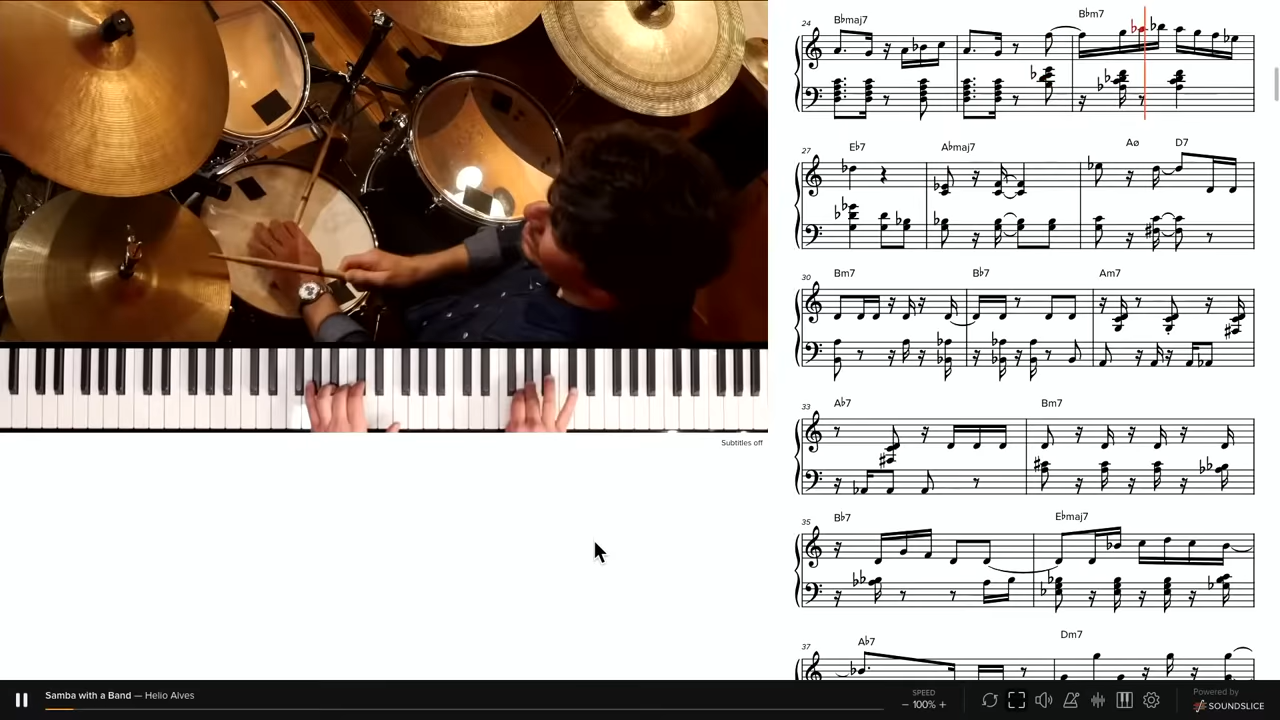 24
B♭maj7
B♭m7
27
E♭7
A♭maj7
Aø
D7
30
Bm7
B♭7
Am7
33
A♭7
Bm7
35
B♭7
E♭maj7
37
A♭7
Dm7
Subtitles off
Samba with a Band — Helio Alves
SPEED
− 100% +
Powered by
SOUNDSLICE